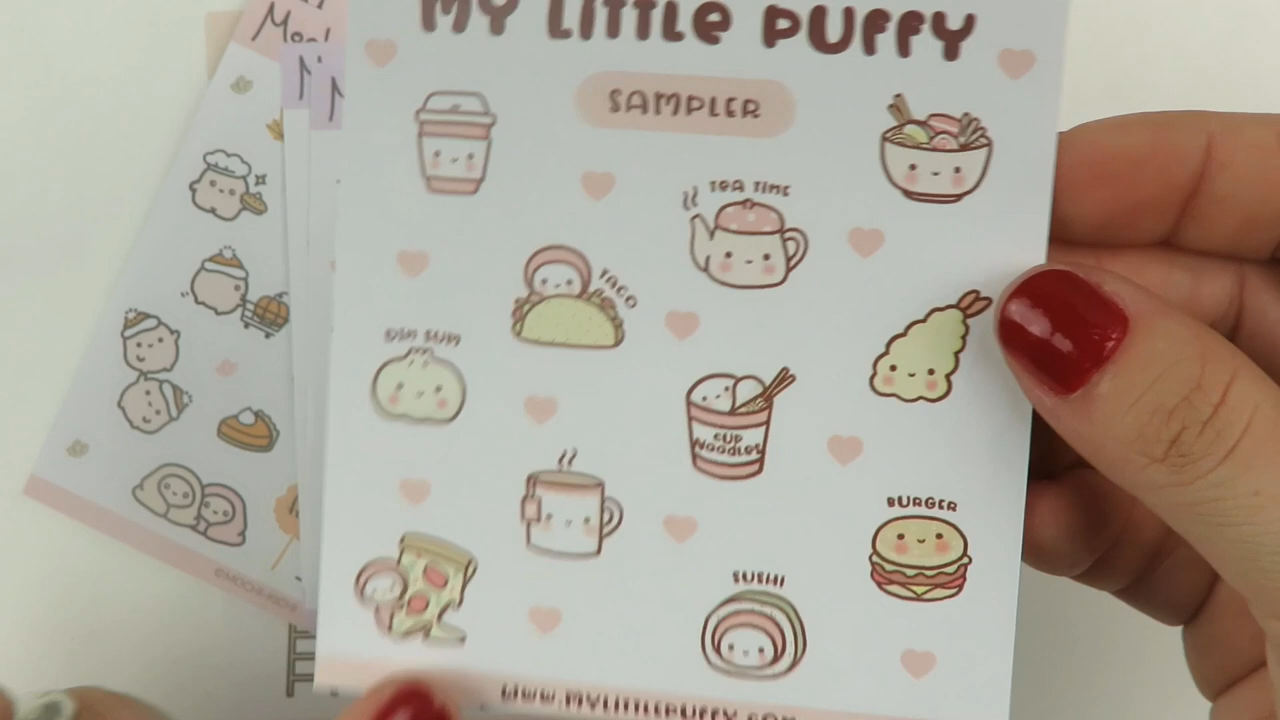 MY LITTLE PUFFY
SAMPLER
TEA TIME
TACO
DIM SUM
CUP
NOODLES
BURGER
SUSHI
WWW.MYLITTLEPUFFY.COM